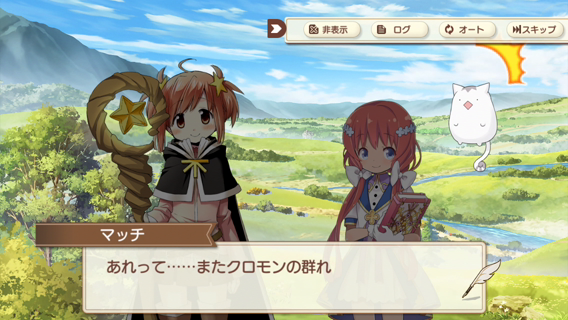 非表示
ログ
オート
スキップ
マッチ
あれって……またクロモンの群れ